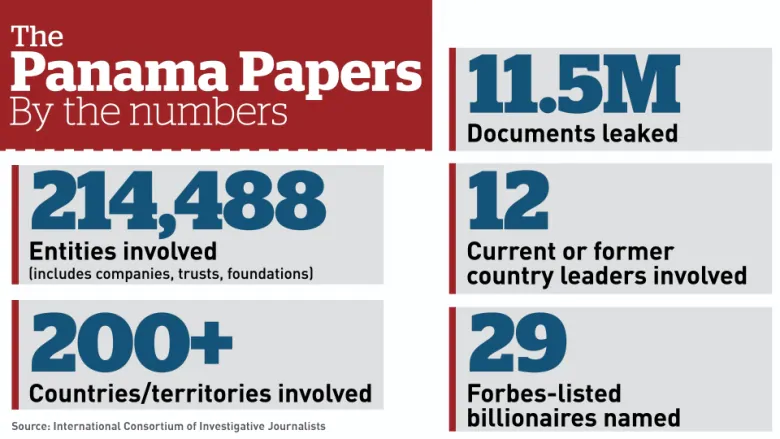 The
Panama Papers
By the numbers
214,488
Entities involved
(includes companies, trusts, foundations)
200+
Countries/territories involved
Source: International Consortium of Investigative Journalists
11.5M
Documents leaked
12
Current or former
country leaders involved
29
Forbes-listed
billionaires named